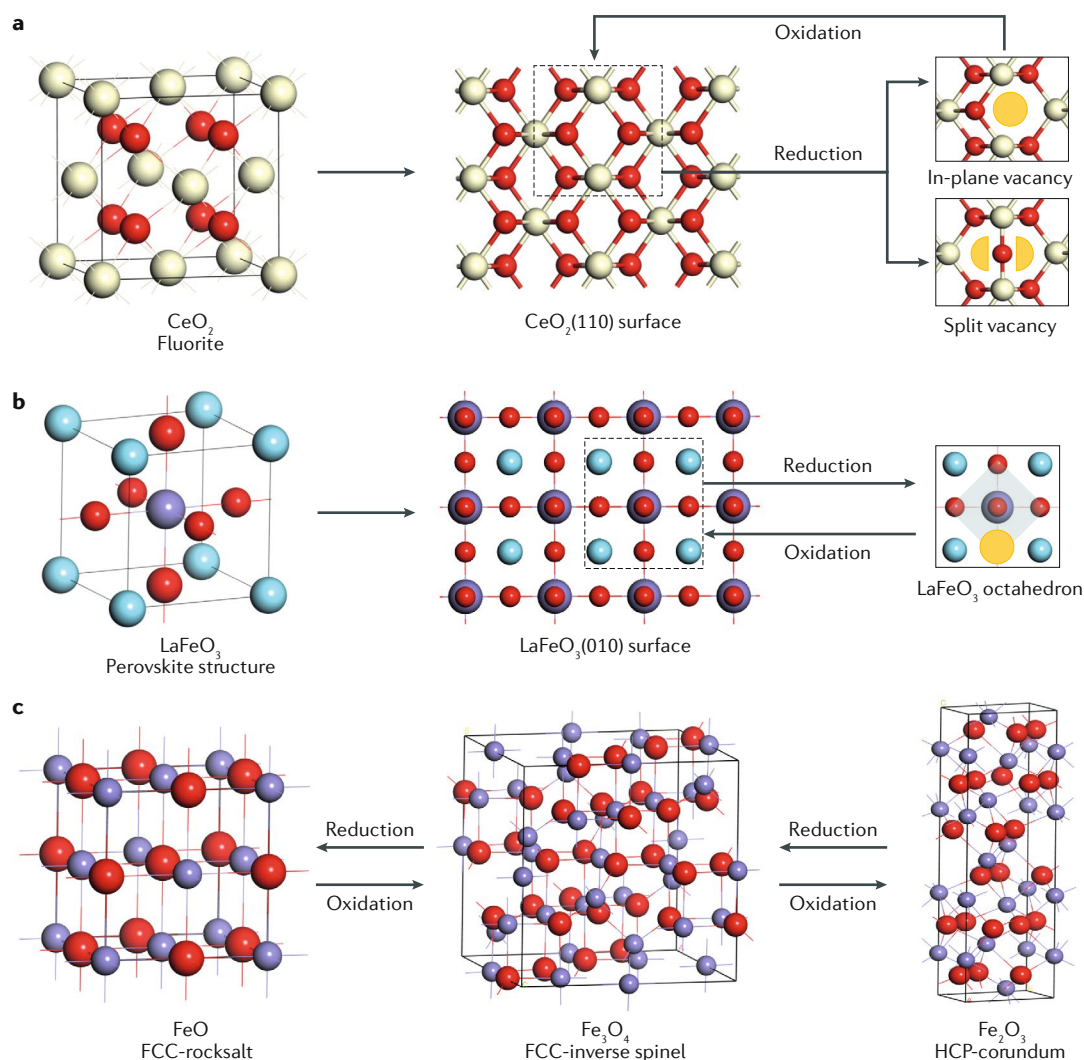 a
Oxidation
Reduction
In-plane vacancy
CeO₂
Fluorite
CeO₂(110) surface
Split vacancy
b
Reduction
Oxidation
LaFeO₃ octahedron
LaFeO₃
Perovskite structure
LaFeO₃(010) surface
c
Reduction
Oxidation
Reduction
Oxidation
FeO
FCC-rocksalt
Fe₃O₄
FCC-inverse spinel
Fe₂O₃
HCP-corundum